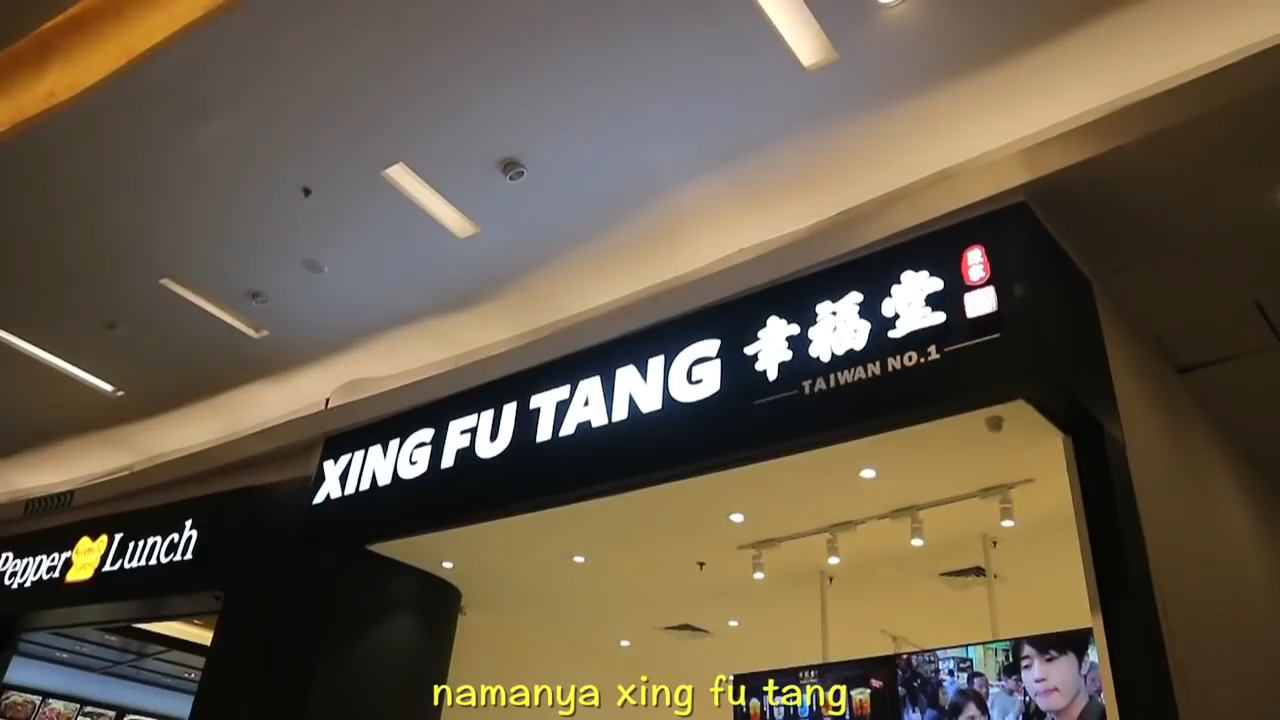 XING FU TANG 幸福堂
TAIWAN NO.1
Pepper Lunch
namanya xing fu tang